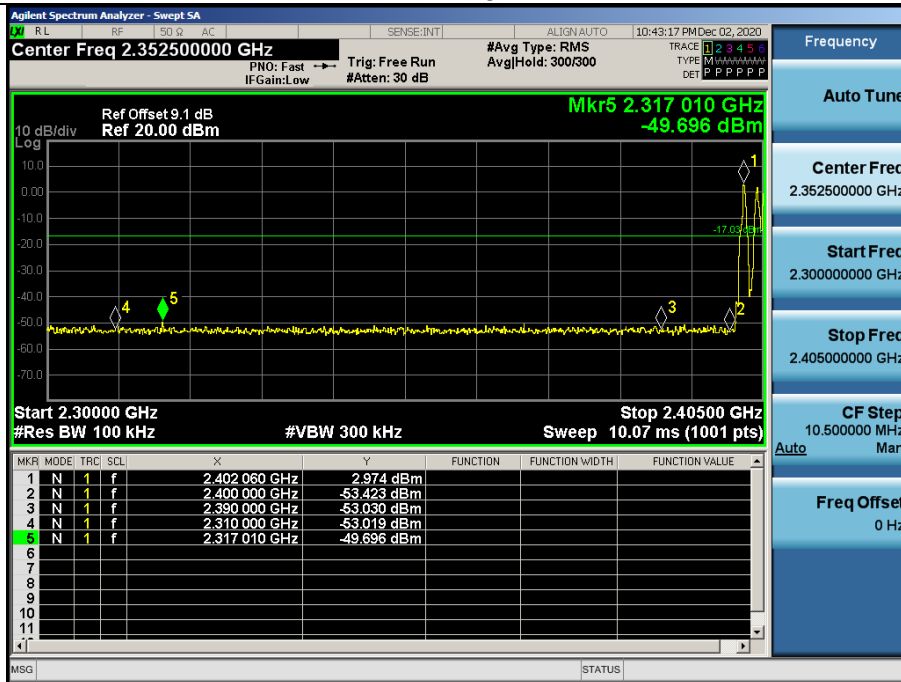 Agilent Spectrum Analyzer - Swept SA
LXI RL RF 50 Ω AC SENSE:INT ALIGN AUTO 10:43:17 PM Dec 02, 2020
Center Freq 2.352500000 GHz #Avg Type: RMS TRACE 1 2 3 4 5 6
PNO: Fast Trig: Free Run Avg|Hold: 300/300 TYPE M WWWWW
IFGain:Low #Atten: 30 dB DET P P P P P P
Mkr5 2.317 010 GHz
-49.696 dBm
Ref Offset 9.1 dB
10 dB/div Ref 20.00 dBm
Log
10.0
0.00
-10.0
-20.0
-30.0
-40.0
-50.0
-60.0
-70.0
1
-17.03 dBm
4
5
3
2
Start 2.30000 GHz Stop 2.40500 GHz
#Res BW 100 kHz #VBW 300 kHz Sweep 10.07 ms (1001 pts)
MKR MODE TRC SCL X Y FUNCTION FUNCTION WIDTH FUNCTION VALUE
1 N 1 f 2.402 060 GHz 2.974 dBm
2 N 1 f 2.400 000 GHz -53.423 dBm
3 N 1 f 2.390 000 GHz -53.030 dBm
4 N 1 f 2.310 000 GHz -53.019 dBm
5 N 1 f 2.317 010 GHz -49.696 dBm
6
7
8
9
10
11
MSG STATUS
Frequency
Auto Tune
Center Freq
2.352500000 GHz
Start Freq
2.300000000 GHz
Stop Freq
2.405000000 GHz
CF Step
10.500000 MHz
Auto Man
Freq Offset
0 Hz